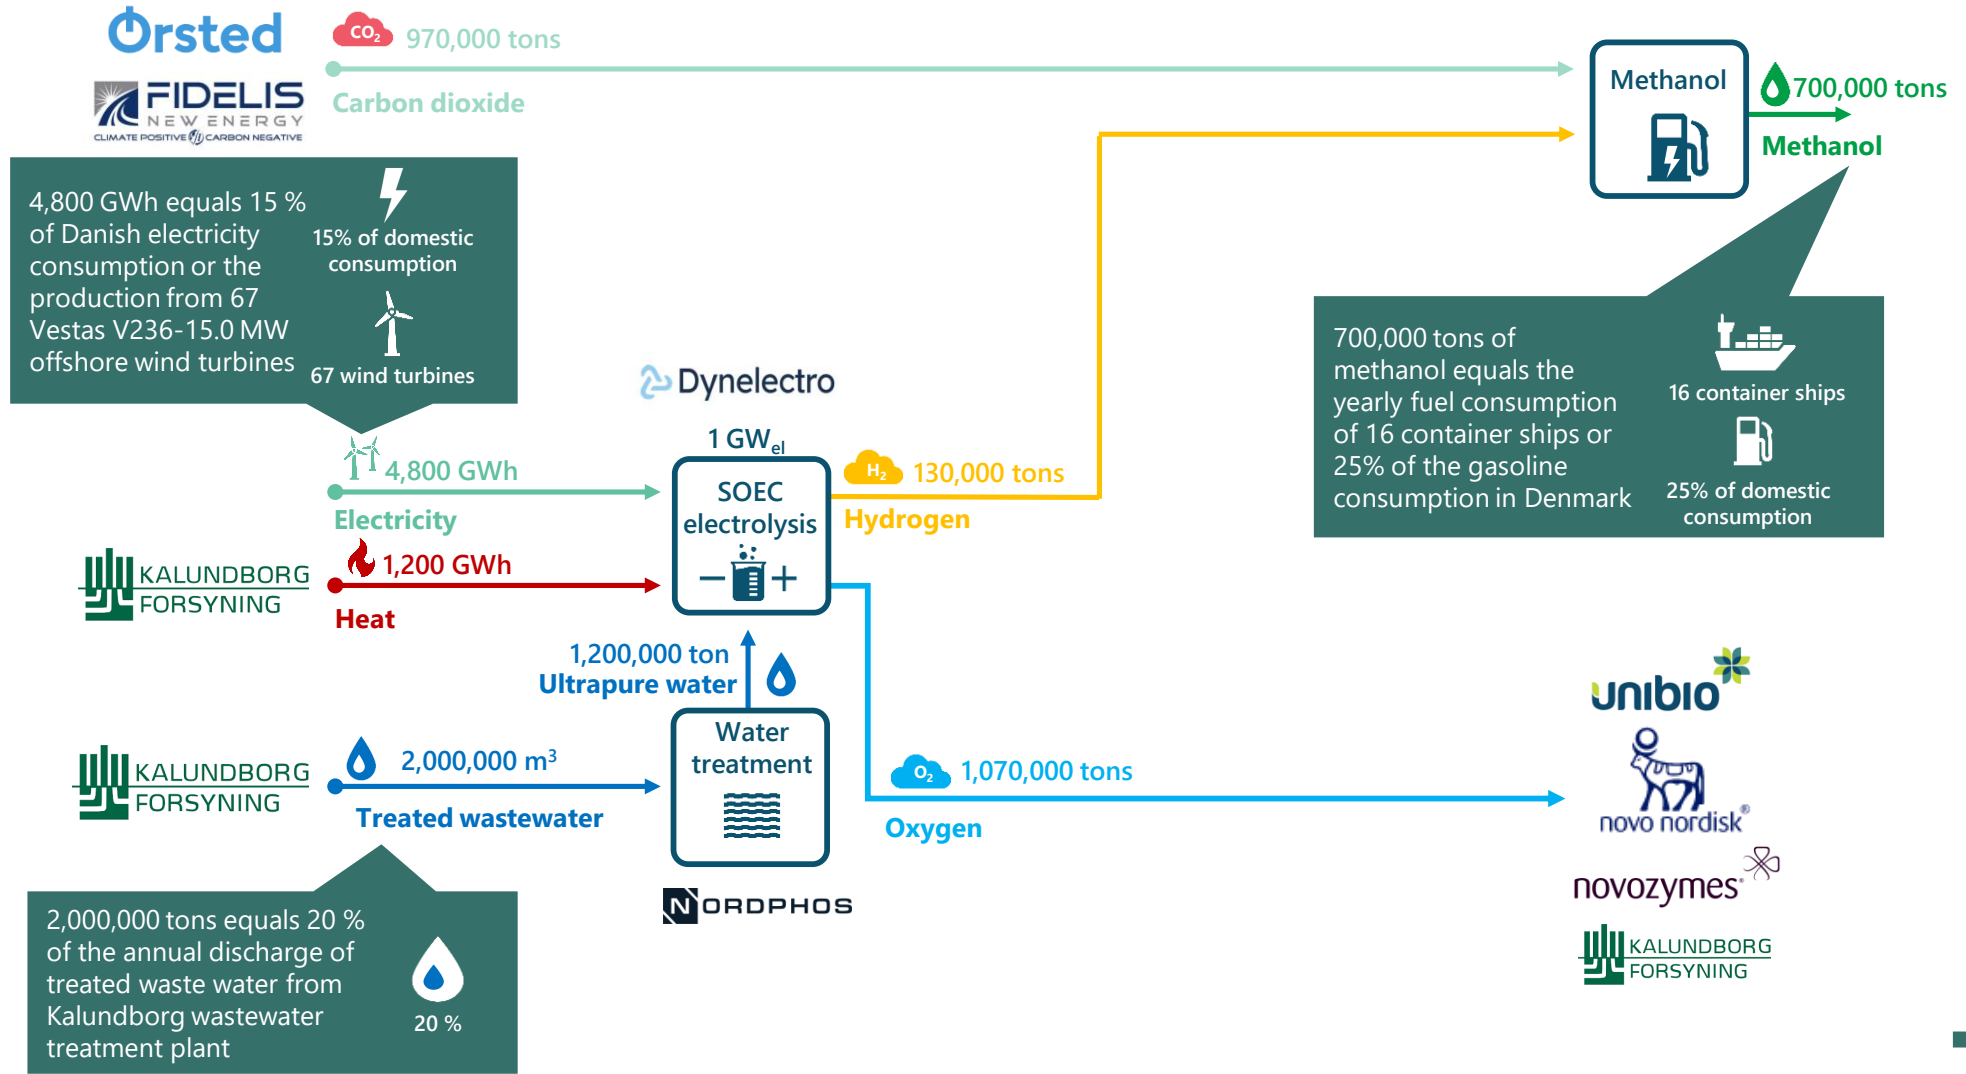 Ørsted
CO2
970,000 tons
Carbon dioxide
FIDELIS
NEW ENERGY
CLIMATE POSITIVE CARBON NEGATIVE
Methanol
700,000 tons
Methanol
4,800 GWh equals 15 %
of Danish electricity
consumption or the
production from 67
Vestas V236-15.0 MW
offshore wind turbines
15% of domestic
consumption
67 wind turbines
700,000 tons of
methanol equals the
yearly fuel consumption
of 16 container ships or
25% of the gasoline
consumption in Denmark
16 container ships
25% of domestic
consumption
Dynelectro
1 GWel
SOEC
electrolysis
4,800 GWh
Electricity
H2
130,000 tons
Hydrogen
KALUNDBORG
FORSYNING
1,200 GWh
Heat
1,200,000 ton
Ultrapure water
KALUNDBORG
FORSYNING
2,000,000 m³
Treated wastewater
Water
treatment
NORDPHOS
O2
1,070,000 tons
Oxygen
unibio
novo nordisk®
novozymes
KALUNDBORG
FORSYNING
2,000,000 tons equals 20 %
of the annual discharge of
treated waste water from
Kalundborg wastewater
treatment plant
20 %